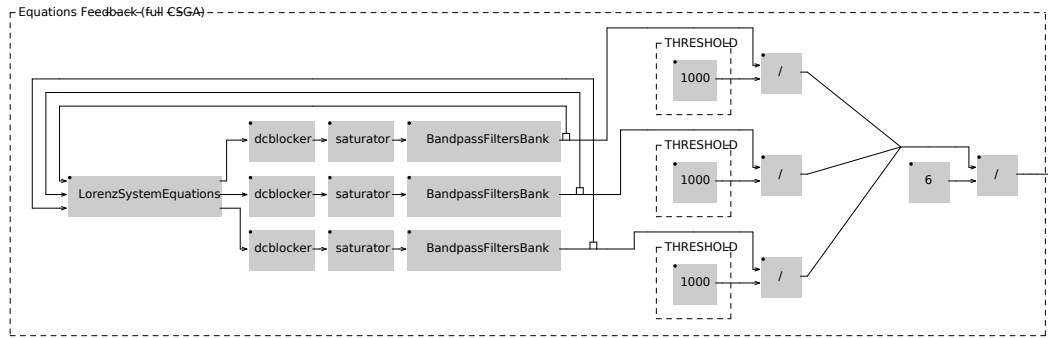 Equations Feedback (full CSGA)
THRESHOLD
1000
/
dcblocker
saturator
BandpassFiltersBank
THRESHOLD
1000
/
6
/
LorenzSystemEquations
dcblocker
saturator
BandpassFiltersBank
dcblocker
saturator
BandpassFiltersBank
THRESHOLD
1000
/